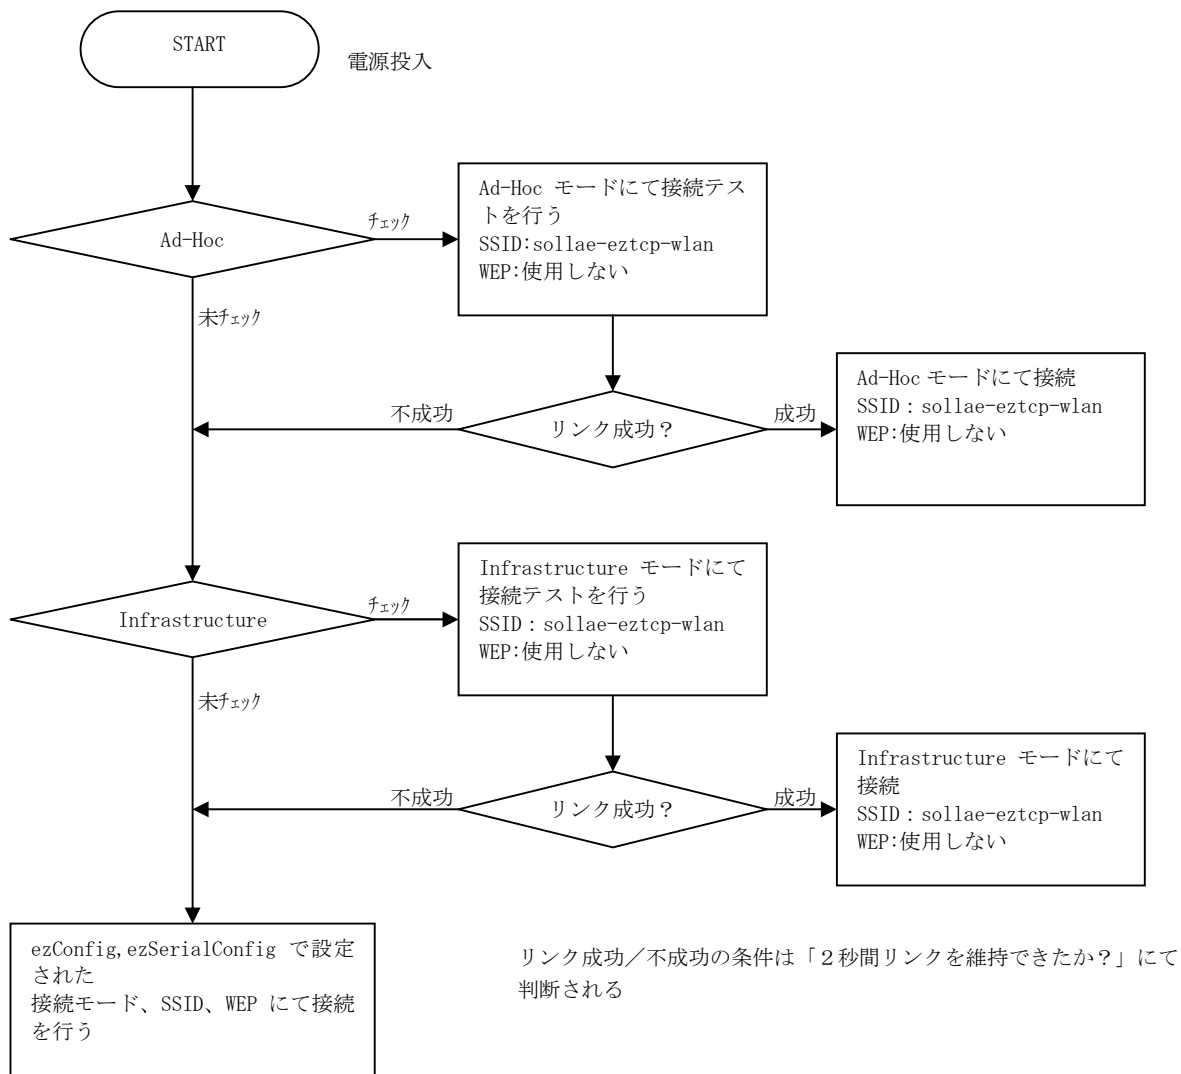 START
電源投入
Ad-Hoc モードにて接続テス
トを行う
SSID:sollae-eztcp-wlan
WEP:使用しない
Ad-Hoc
ﾁｪｯｸ
未ﾁｪｯｸ
Ad-Hoc モードにて接続
SSID：sollae-eztcp-wlan
WEP:使用しない
不成功
リンク成功？
成功
Infrastructure モードにて
接続テストを行う
SSID：sollae-eztcp-wlan
WEP:使用しない
Infrastructure
ﾁｪｯｸ
未ﾁｪｯｸ
Infrastructure モードにて
接続
SSID：sollae-eztcp-wlan
WEP:使用しない
不成功
リンク成功？
成功
ezConfig,ezSerialConfig で設定
された
接続モード、SSID、WEP にて接続
を行う
リンク成功／不成功の条件は「２秒間リンクを維持できたか？」にて
判断される